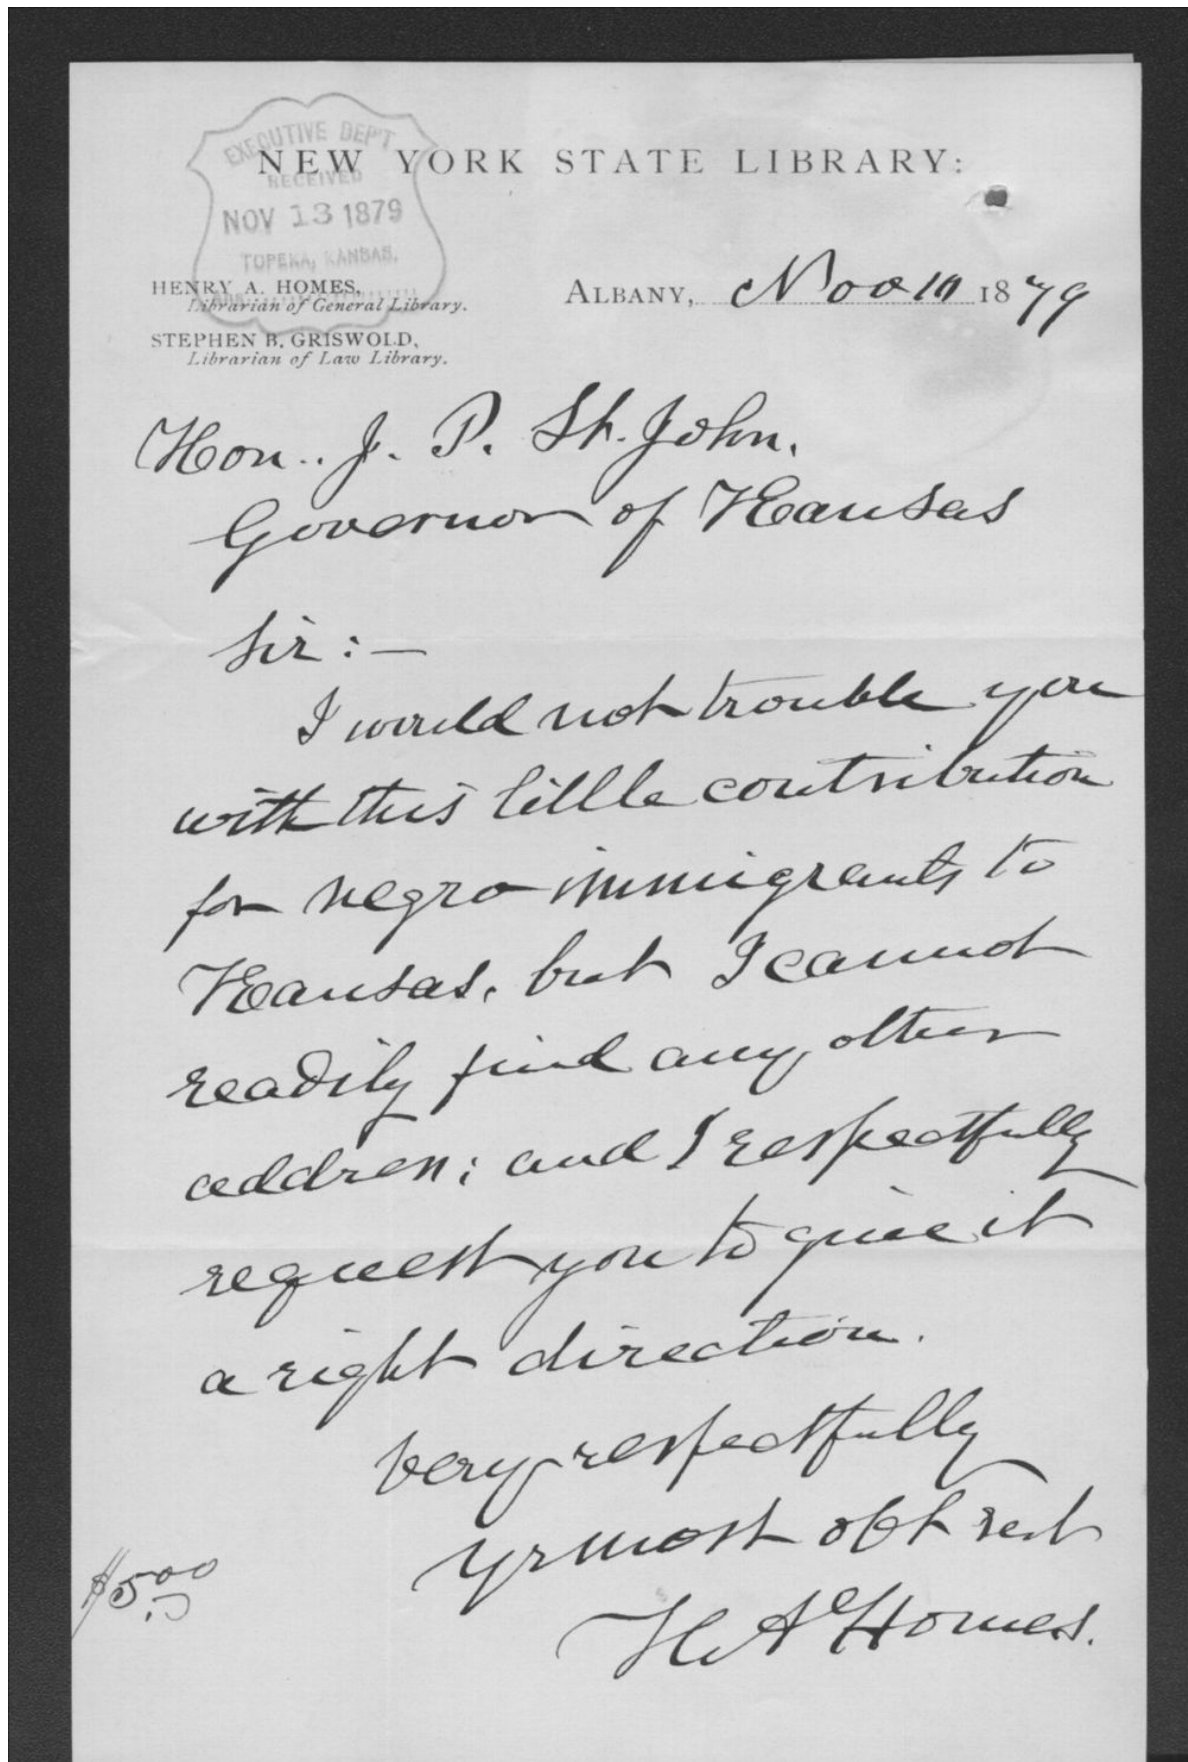 EXECUTIVE DEP'T
NEW YORK STATE LIBRARY:
RECEIVED
NOV 13 1879
TOPEKA, KANSAS.
HENRY A. HOMES,
Librarian of General Library.
ALBANY, Nov 10 1879
STEPHEN B. GRISWOLD,
Librarian of Law Library.
Hon. J. P. St. John.
Governor of Kansas
Sir:—
I would not trouble you
with this little contribution
for negro immigrants to
Kansas, but I cannot
readily find any other
address; and I respectfully
request you to give it
a right direction.
Very respectfully
yr most obt servt
H A Homes.
$5.00